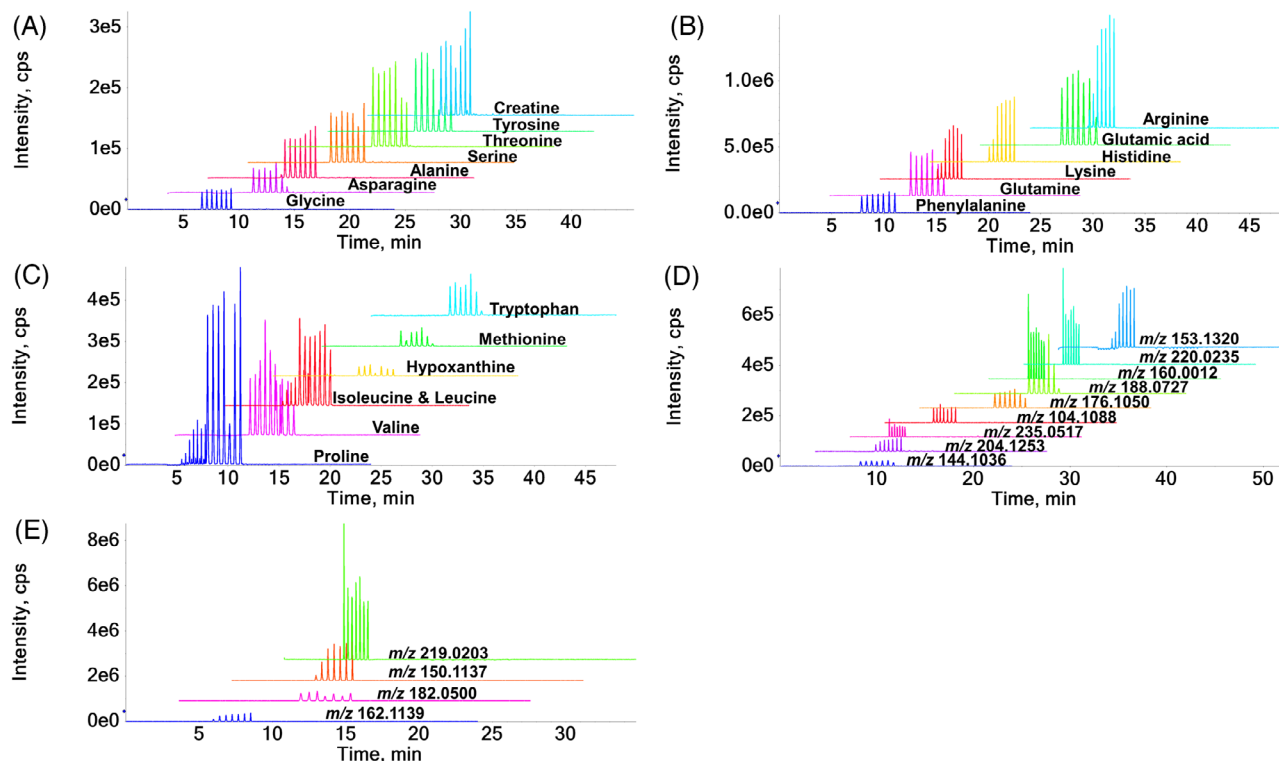 (A)
Intensity, cps
3e5
2e5
1e5
0e0
Creatine
Tyrosine
Threonine
Serine
Alanine
Asparagine
Glycine
5 10 15 20 25 30 35 40
Time, min
(B)
Intensity, cps
1.0e6
5.0e5
0.0e0
Arginine
Glutamic acid
Histidine
Lysine
Glutamine
Phenylalanine
5 10 15 20 25 30 35 40 45
Time, min
(C)
Intensity, cps
4e5
3e5
2e5
1e5
0e0
Tryptophan
Methionine
Hypoxanthine
Isoleucine & Leucine
Valine
Proline
5 10 15 20 25 30 35 40 45
Time, min
(D)
Intensity, cps
6e5
4e5
2e5
0e0
m/z 153.1320
m/z 220.0235
m/z 160.0012
m/z 188.0727
m/z 176.1050
m/z 104.1088
m/z 235.0517
m/z 204.1253
m/z 144.1036
10 20 30 40 50
Time, min
(E)
Intensity, cps
8e6
6e6
4e6
2e6
0e0
m/z 219.0203
m/z 150.1137
m/z 182.0500
m/z 162.1139
5 10 15 20 25 30
Time, min